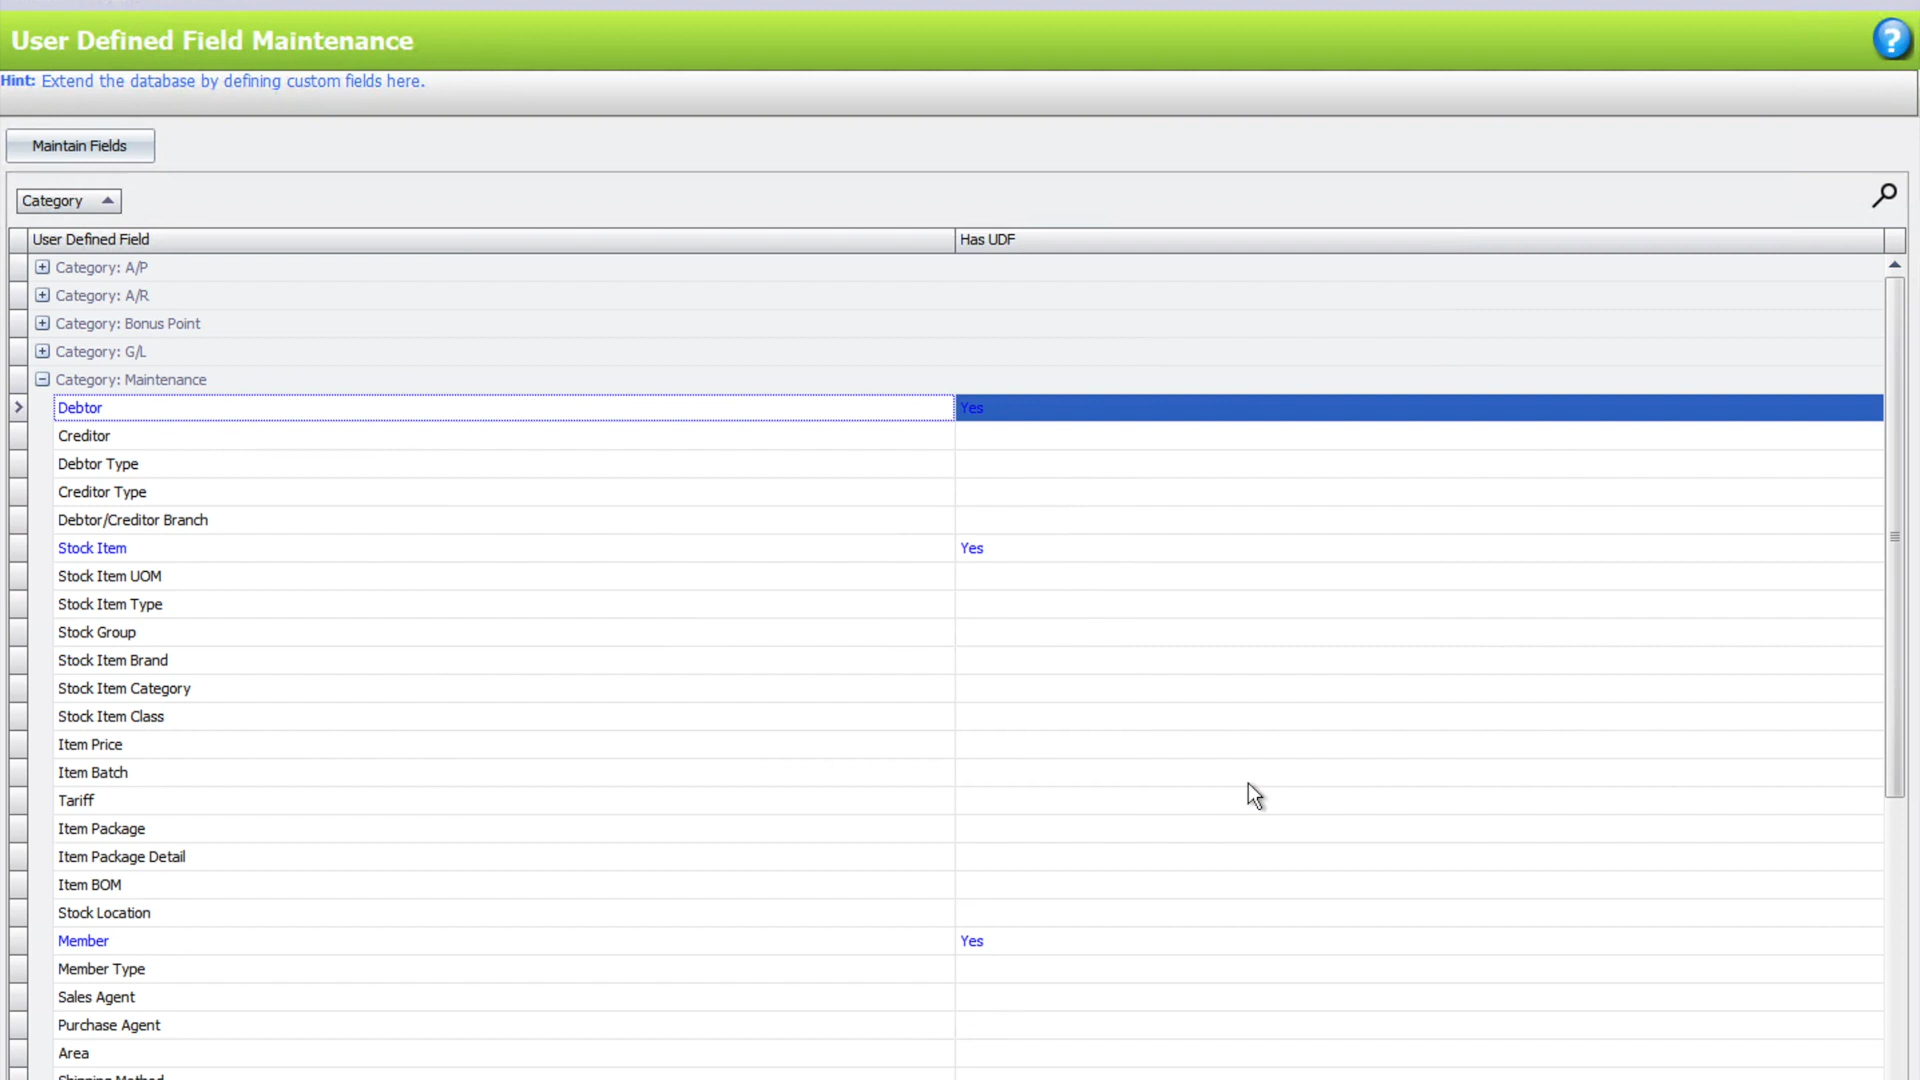 User Defined Field Maintenance
Hint: Extend the database by defining custom fields here.
Maintain Fields
Category
User Defined Field Has UDF
Category: A/P
Category: A/R
Category: Bonus Point
Category: G/L
Category: Maintenance
Debtor Yes
Creditor
Debtor Type
Creditor Type
Debtor/Creditor Branch
Stock Item Yes
Stock Item UOM
Stock Item Type
Stock Group
Stock Item Brand
Stock Item Category
Stock Item Class
Item Price
Item Batch
Tariff
Item Package
Item Package Detail
Item BOM
Stock Location
Member Yes
Member Type
Sales Agent
Purchase Agent
Area
Shipping Method